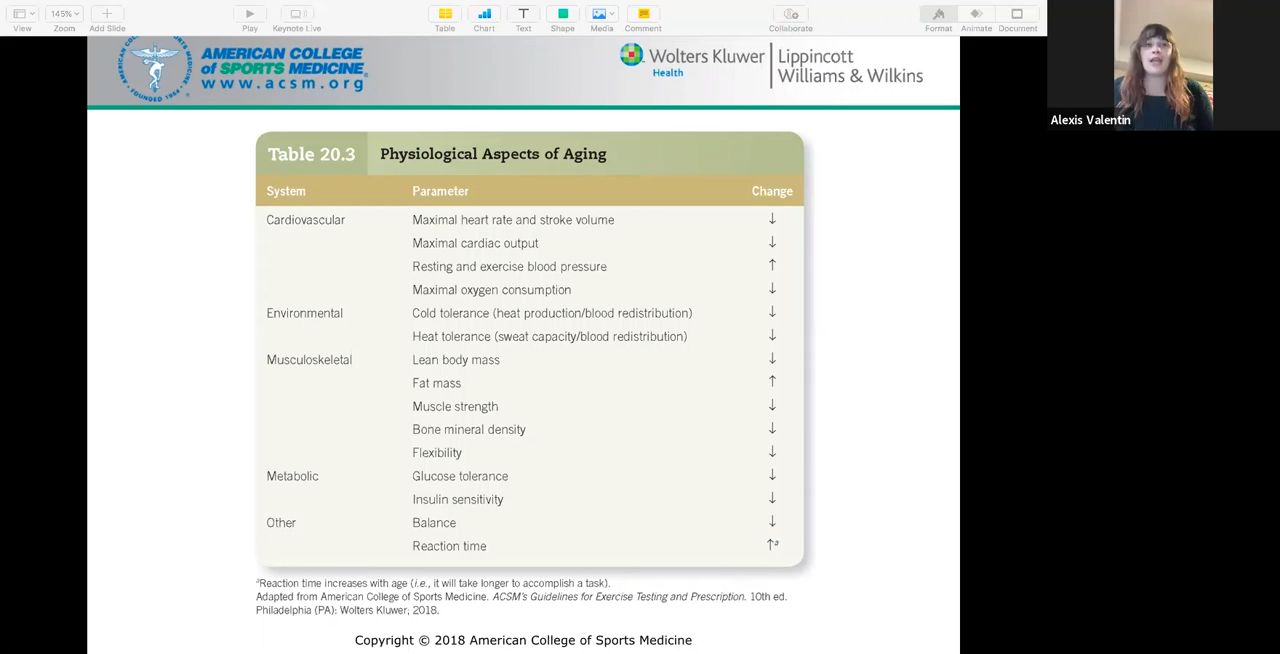 145%
View Zoom Add Slide Play Keynote Live Table Chart Text Shape Media Comment Collaborate Format Animate Document
AMERICAN COLLEGE
of SPORTS MEDICINE®
www.acsm.org
FOUNDED 1954
Wolters Kluwer
Health
Lippincott
Williams & Wilkins
Alexis Valentin
Table 20.3 Physiological Aspects of Aging
System Parameter Change
Cardiovascular Maximal heart rate and stroke volume ↓
Maximal cardiac output ↓
Resting and exercise blood pressure ↑
Maximal oxygen consumption ↓
Environmental Cold tolerance (heat production/blood redistribution) ↓
Heat tolerance (sweat capacity/blood redistribution) ↓
Musculoskeletal Lean body mass ↓
Fat mass ↑
Muscle strength ↓
Bone mineral density ↓
Flexibility ↓
Metabolic Glucose tolerance ↓
Insulin sensitivity ↓
Other Balance ↓
Reaction time ↑a
aReaction time increases with age (i.e., it will take longer to accomplish a task).
Adapted from American College of Sports Medicine. ACSM's Guidelines for Exercise Testing and Prescription. 10th ed.
Philadelphia (PA): Wolters Kluwer; 2018.
Copyright © 2018 American College of Sports Medicine